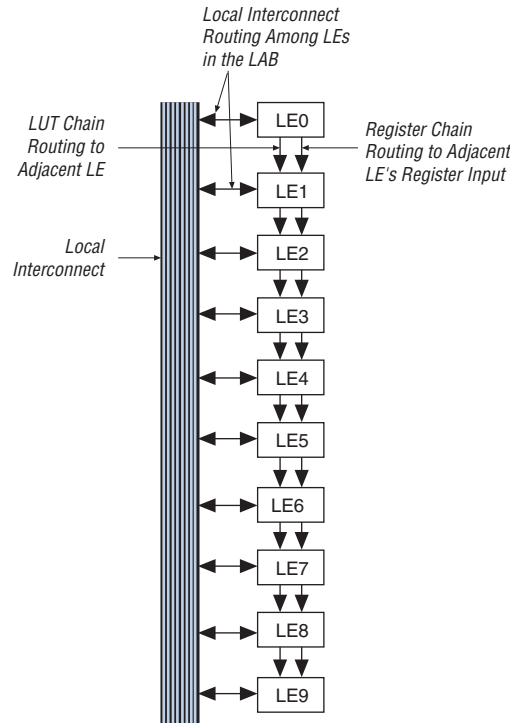 Local Interconnect
Routing Among LEs
in the LAB
LUT Chain
Routing to
Adjacent LE
Register Chain
Routing to Adjacent
LE's Register Input
Local
Interconnect
LE0
LE1
LE2
LE3
LE4
LE5
LE6
LE7
LE8
LE9